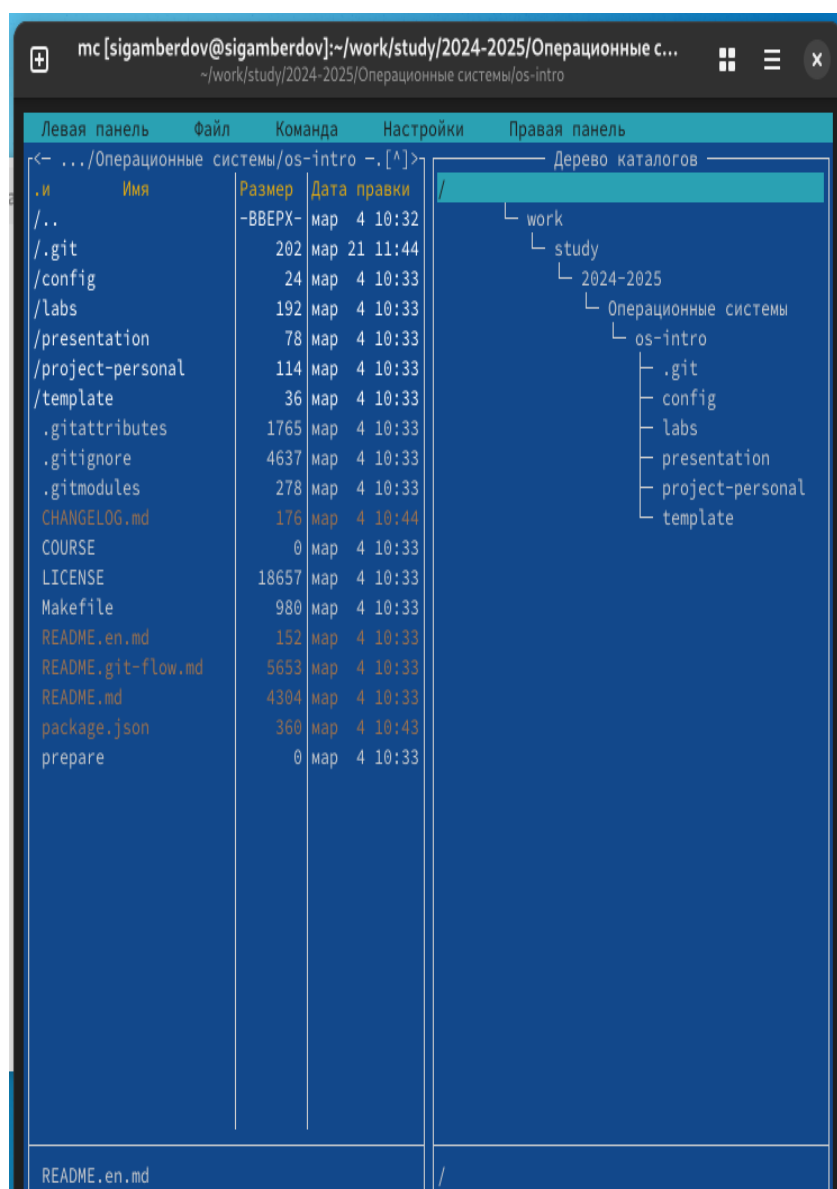 mc [sigamberdov@sigamberdov]:~/work/study/2024-2025/Операционные с...
~/work/study/2024-2025/Операционные системы/os-intro
Левая панель Файл Команда Настройки Правая панель
<— .../Операционные системы/os-intro —.[^]> Дерево каталогов
.и Имя Размер Дата правки /
/.. -ВВЕРХ- мар 4 10:32 work
/.git 202 мар 21 11:44 study
/config 24 мар 4 10:33 2024-2025
/labs 192 мар 4 10:33 Операционные системы
/presentation 78 мар 4 10:33 os-intro
/project-personal 114 мар 4 10:33 .git
/template 36 мар 4 10:33 config
.gitattributes 1765 мар 4 10:33 labs
.gitignore 4637 мар 4 10:33 presentation
.gitmodules 278 мар 4 10:33 project-personal
CHANGELOG.md 176 мар 4 10:44 template
COURSE 0 мар 4 10:33
LICENSE 18657 мар 4 10:33
Makefile 980 мар 4 10:33
README.en.md 152 мар 4 10:33
README.git-flow.md 5653 мар 4 10:33
README.md 4304 мар 4 10:33
package.json 360 мар 4 10:43
prepare 0 мар 4 10:33
README.en.md /